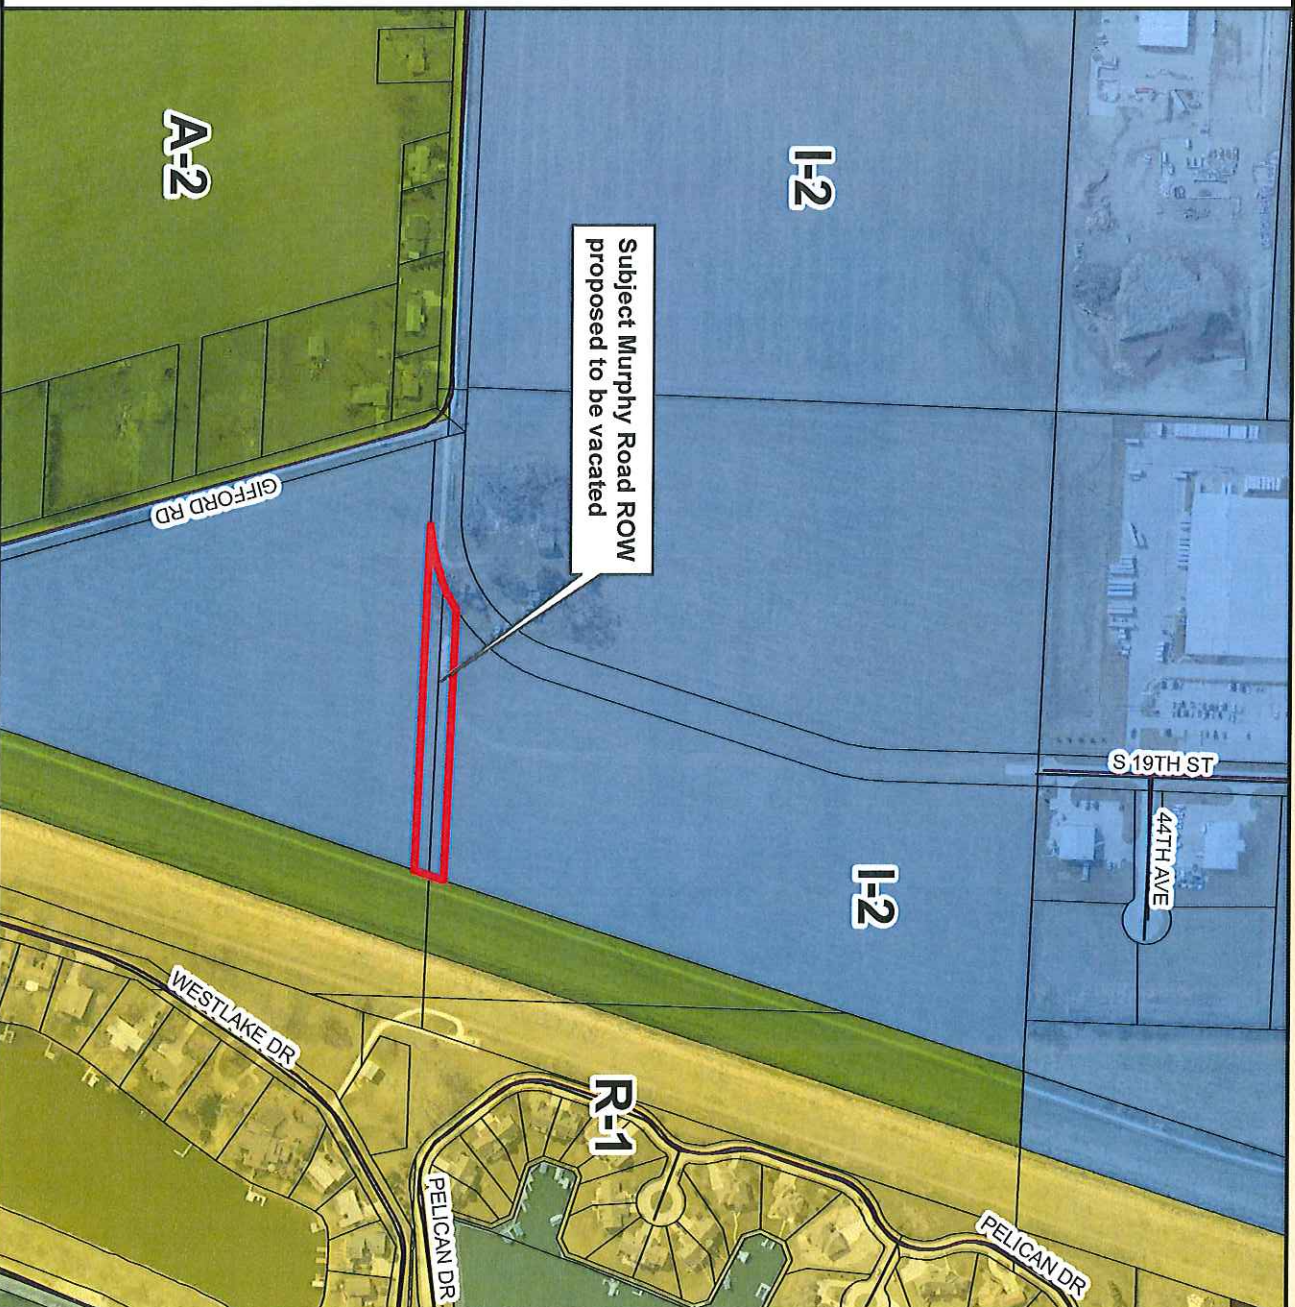 A-2
I-2
Subject Murphy Road ROW
proposed to be vacated
GIFFORD RD
S 19TH ST
44TH AVE
I-2
WESTLAKE DR
R-1
PELICAN DR
PELICAN DR